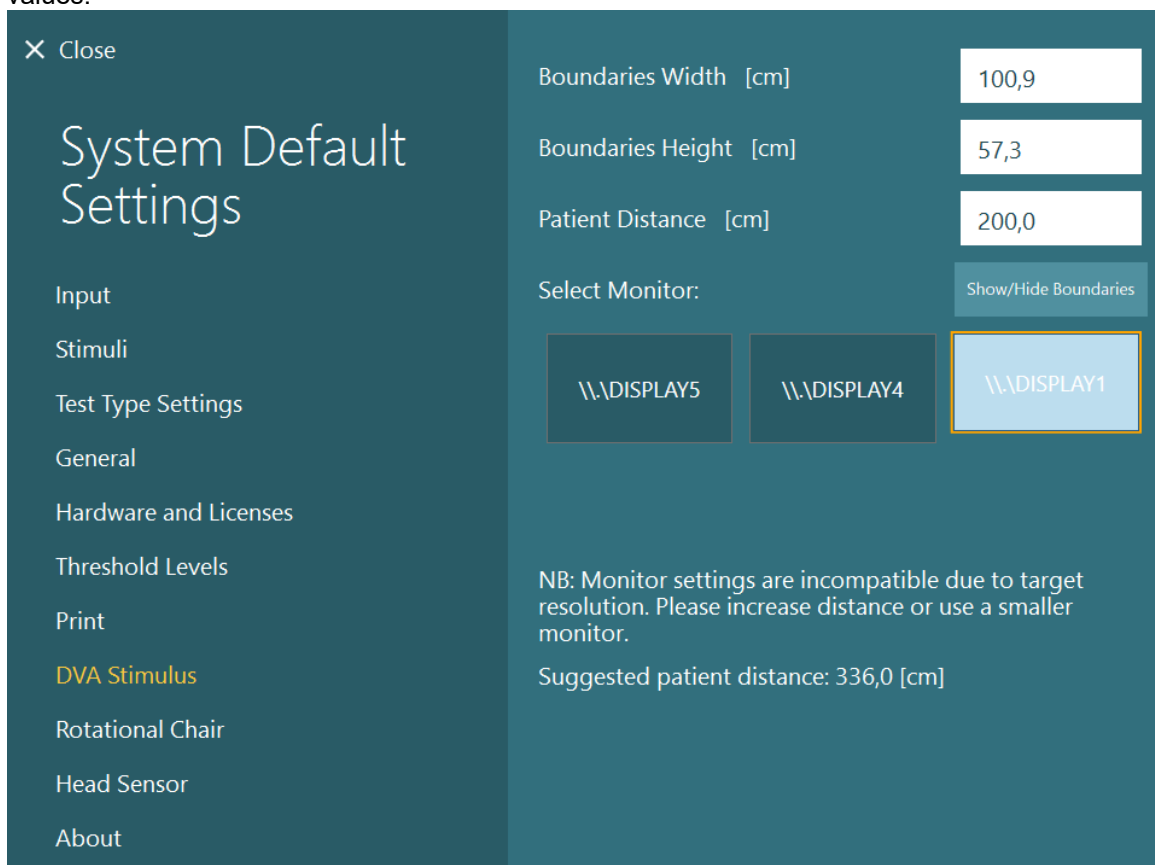 values.
Close
System Default
Settings
Input
Stimuli
Test Type Settings
General
Hardware and Licenses
Threshold Levels
Print
DVA Stimulus
Rotational Chair
Head Sensor
About
Boundaries Width [cm] 100,9
Boundaries Height [cm] 57,3
Patient Distance [cm] 200,0
Select Monitor: Show/Hide Boundaries
\\.\DISPLAY5 \\.\DISPLAY4 \\.\DISPLAY1
NB: Monitor settings are incompatible due to target
resolution. Please increase distance or use a smaller
monitor.
Suggested patient distance: 336,0 [cm]